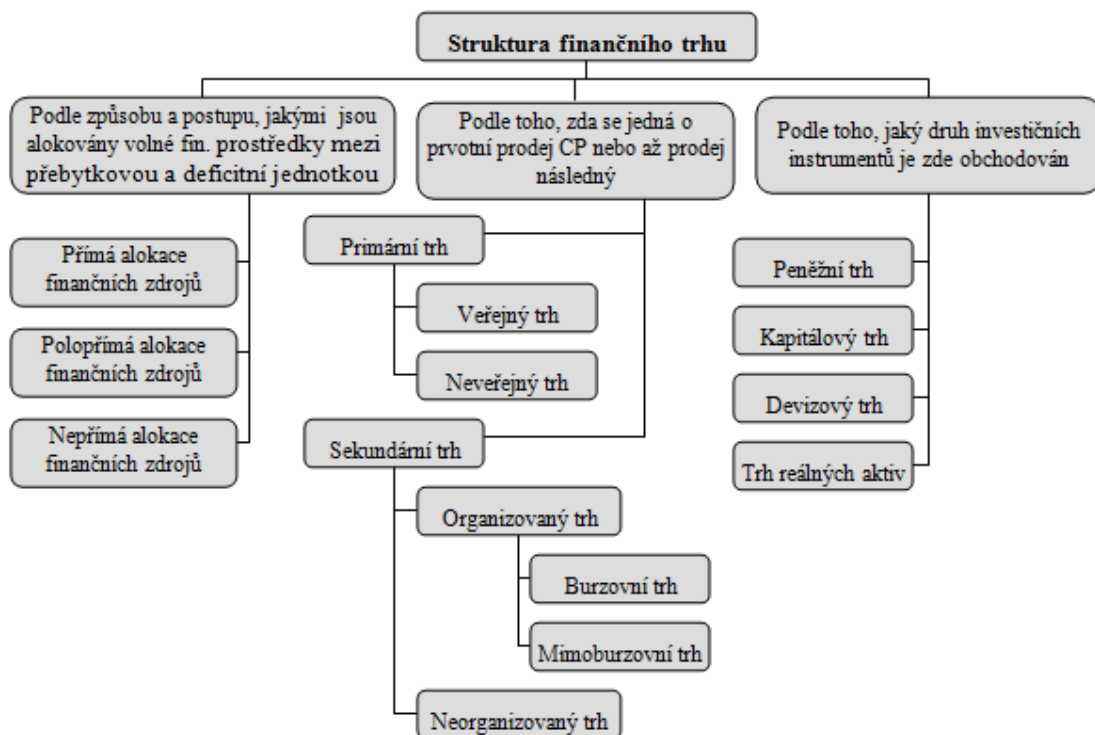 Struktura finančního trhu
Podle způsobu a postupu, jakými jsou
alokovány volné fin. prostředky mezi
přebytkovou a deficitní jednotkou
Přímá alokace
finančních zdrojů
Polopřímá alokace
finančních zdrojů
Nepřímá alokace
finančních zdrojů
Podle toho, zda se jedná o
prvotní prodej CP nebo až prodej
následný
Primární trh
Veřejný trh
Neveřejný trh
Sekundární trh
Organizovaný trh
Burzovní trh
Mimoburzovní trh
Neorganizovaný trh
Podle toho, jaký druh investičních
instrumentů je zde obchodován
Peněžní trh
Kapitálový trh
Devizový trh
Trh reálných aktiv